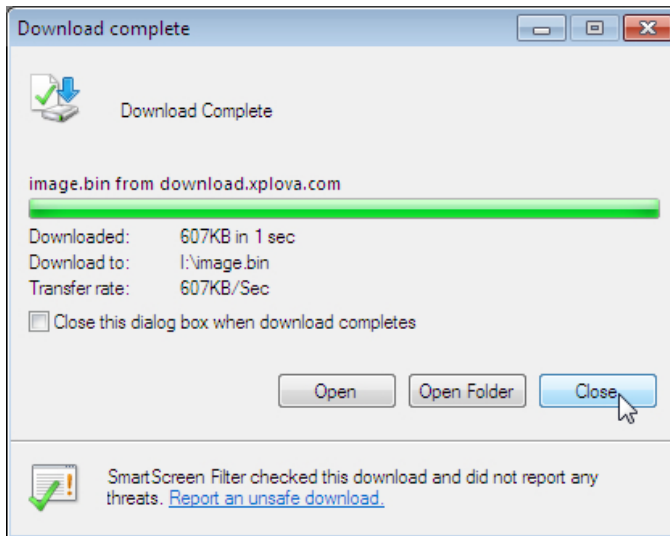 Download complete
Download Complete
image.bin from download.xplova.com
Downloaded: 607KB in 1 sec
Download to: I:\image.bin
Transfer rate: 607KB/Sec
Close this dialog box when download completes
Open Open Folder Close
SmartScreen Filter checked this download and did not report any
threats. Report an unsafe download.